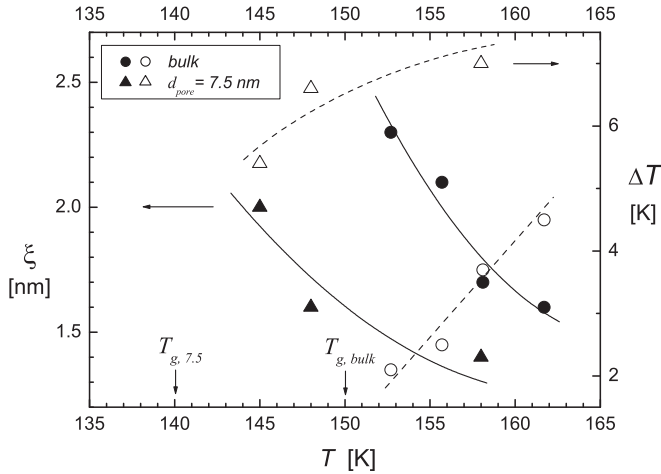 135 140 145 150 155 160 165
bulk
d_pore = 7.5 nm
2.5
2.0
1.5
ξ
[nm]
6
4
2
ΔT
[K]
T_g, 7.5
T_g, bulk
135 140 145 150 155 160 165
T [K]